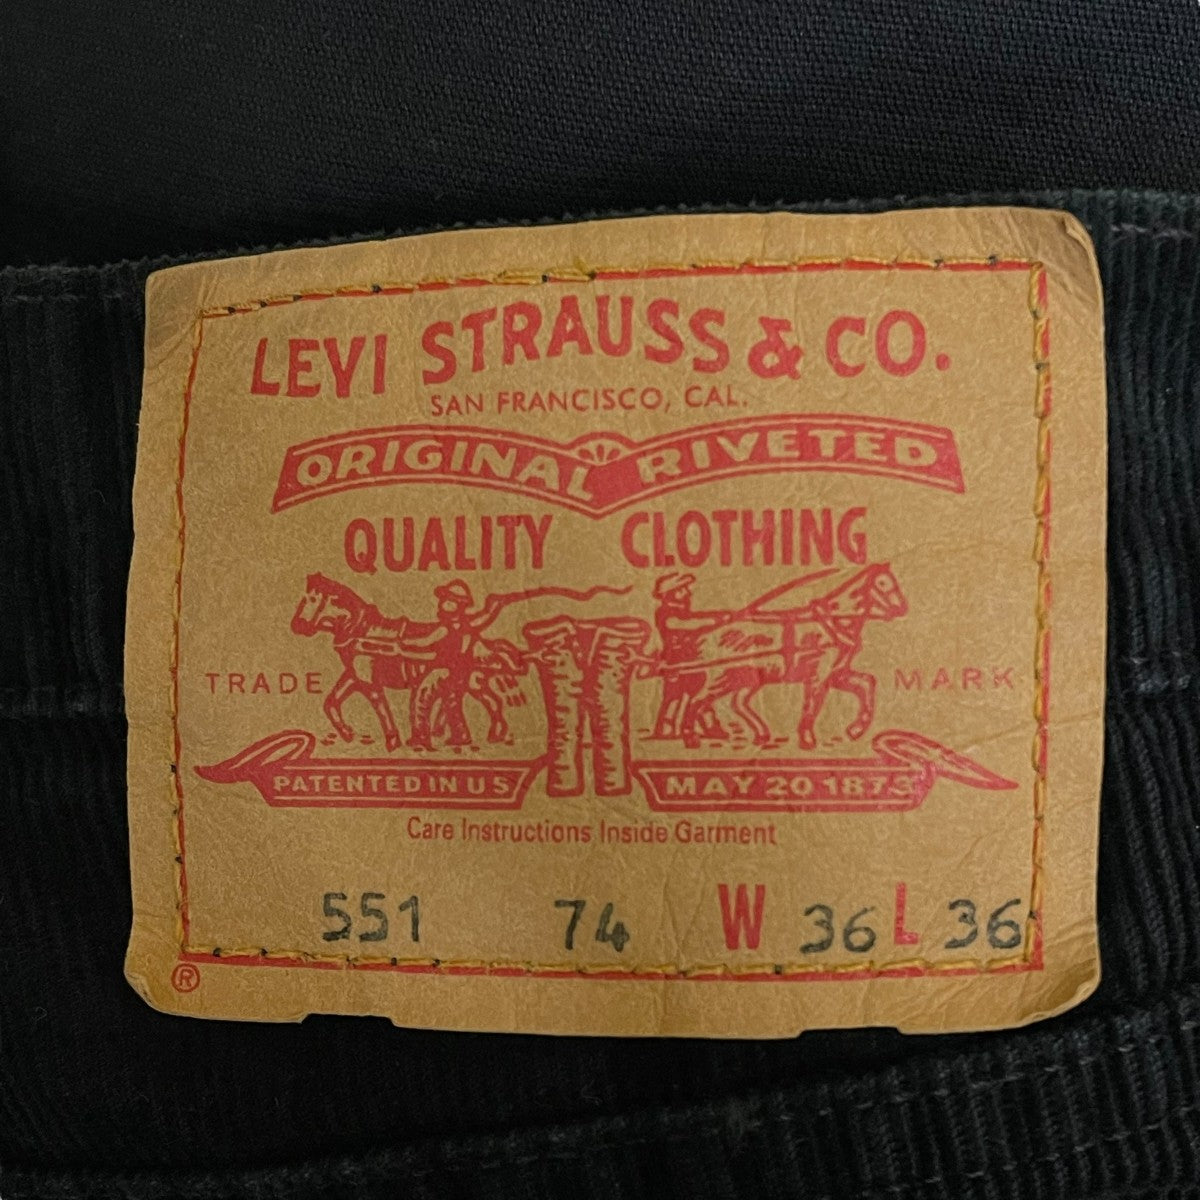 LEVI STRAUSS & CO.
SAN FRANCISCO, CAL.
ORIGINAL RIVETED
QUALITY CLOTHING
TRADE MARK
PATENTED IN US MAY 20 1873
Care Instructions Inside Garment
551 74 W 36 L 36
®